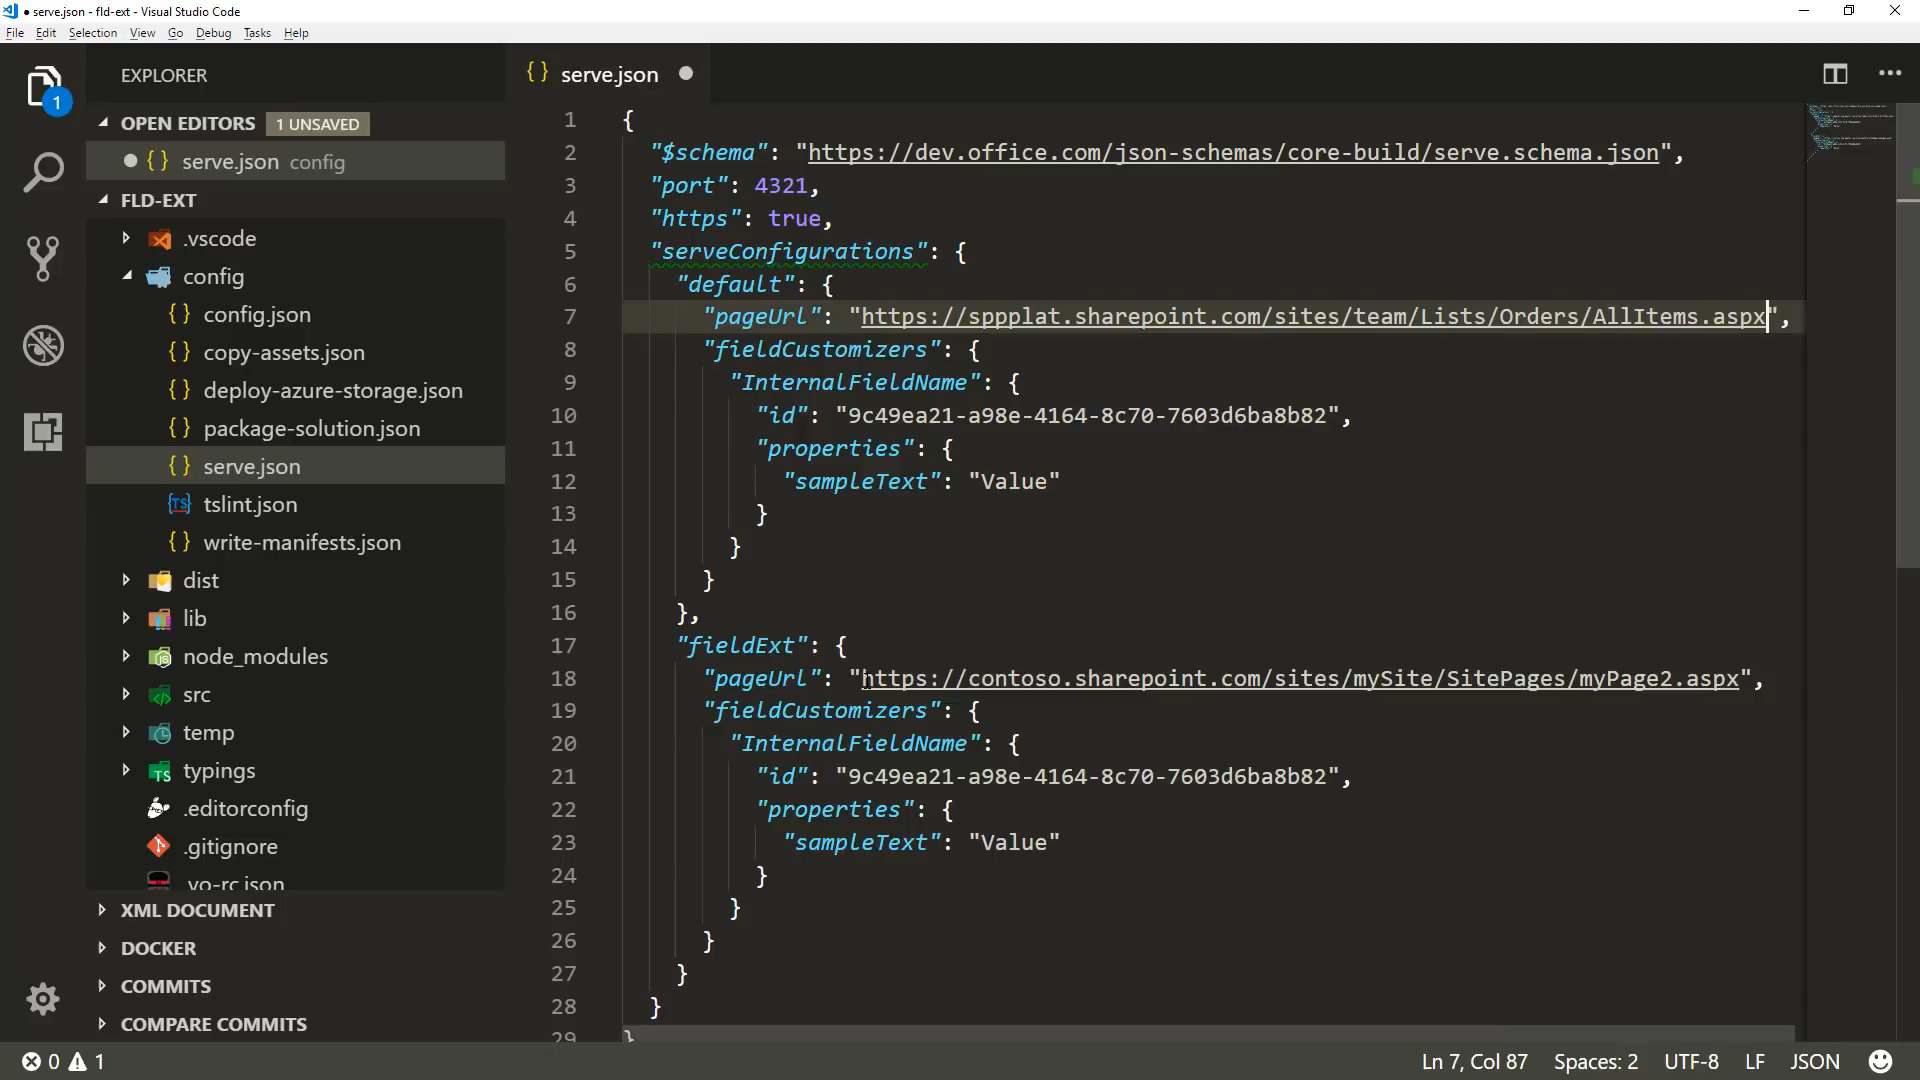 serve.json - fld-ext - Visual Studio Code
File Edit Selection View Go Debug Tasks Help
EXPLORER
1
OPEN EDITORS 1 UNSAVED
serve.json config
FLD-EXT
.vscode
config
config.json
copy-assets.json
deploy-azure-storage.json
package-solution.json
serve.json
tslint.json
write-manifests.json
dist
lib
node_modules
src
temp
typings
.editorconfig
.gitignore
.yo-rc.json
XML DOCUMENT
DOCKER
COMMITS
COMPARE COMMITS
serve.json
1 {
2 "$schema": "https://dev.office.com/json-schemas/core-build/serve.schema.json",
3 "port": 4321,
4 "https": true,
5 "serveConfigurations": {
6 "default": {
7 "pageUrl": "https://sppplat.sharepoint.com/sites/team/Lists/Orders/AllItems.aspx",
8 "fieldCustomizers": {
9 "InternalFieldName": {
10 "id": "9c49ea21-a98e-4164-8c70-7603d6ba8b82",
11 "properties": {
12 "sampleText": "Value"
13 }
14 }
15 }
16 },
17 "fieldExt": {
18 "pageUrl": "https://contoso.sharepoint.com/sites/mySite/SitePages/myPage2.aspx",
19 "fieldCustomizers": {
20 "InternalFieldName": {
21 "id": "9c49ea21-a98e-4164-8c70-7603d6ba8b82",
22 "properties": {
23 "sampleText": "Value"
24 }
25 }
26 }
27 }
28 }
29 }
0 1 Ln 7, Col 87 Spaces: 2 UTF-8 LF JSON